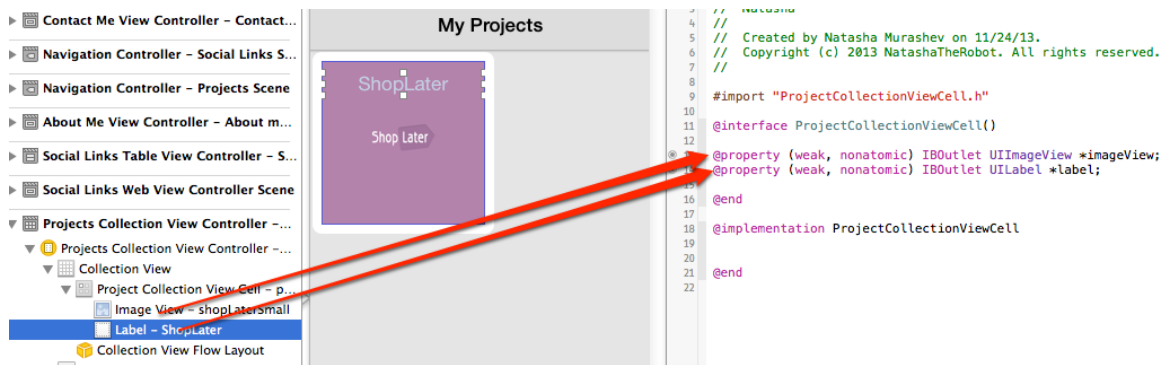 Contact Me View Controller – Contact...
Navigation Controller – Social Links S...
Navigation Controller – Projects Scene
About Me View Controller – About m...
Social Links Table View Controller – S...
Social Links Web View Controller Scene
Projects Collection View Controller –...
Projects Collection View Controller –...
Collection View
Project Collection View Cell – p...
Image View – shopLaterSmall
Label – ShopLater
Collection View Flow Layout
My Projects
ShopLater
Shop Later
3 // Natasha
4 //
5 // Created by Natasha Murashev on 11/24/13.
6 // Copyright (c) 2013 NatashaTheRobot. All rights reserved.
7 //
8
9 #import "ProjectCollectionViewCell.h"
10
11 @interface ProjectCollectionViewCell()
12
@property (weak, nonatomic) IBOutlet UIImageView *imageView;
@property (weak, nonatomic) IBOutlet UILabel *label;
15
16 @end
17
18 @implementation ProjectCollectionViewCell
19
20
21 @end
22